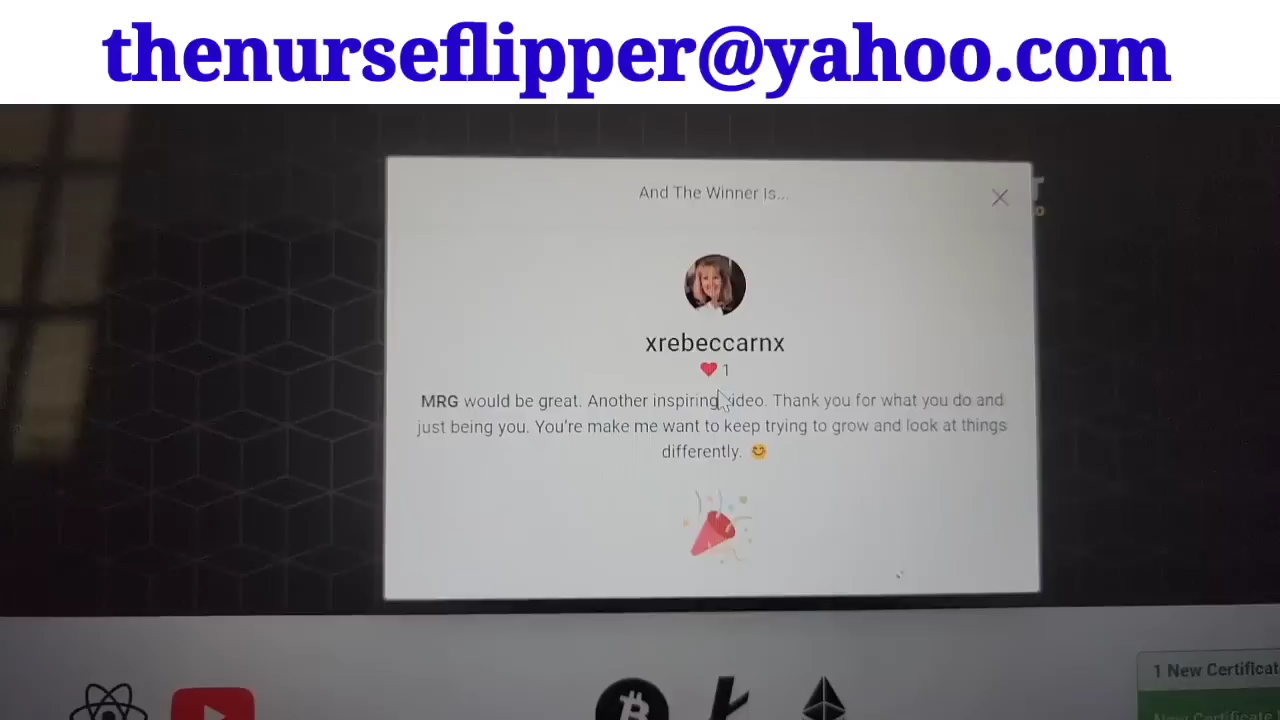 thenurseflipper@yahoo.com
And The Winner Is...
xrebeccarnx
1
MRG would be great. Another inspiring video. Thank you for what you do and
just being you. You're make me want to keep trying to grow and look at things
differently. 😊
1 New Certificat